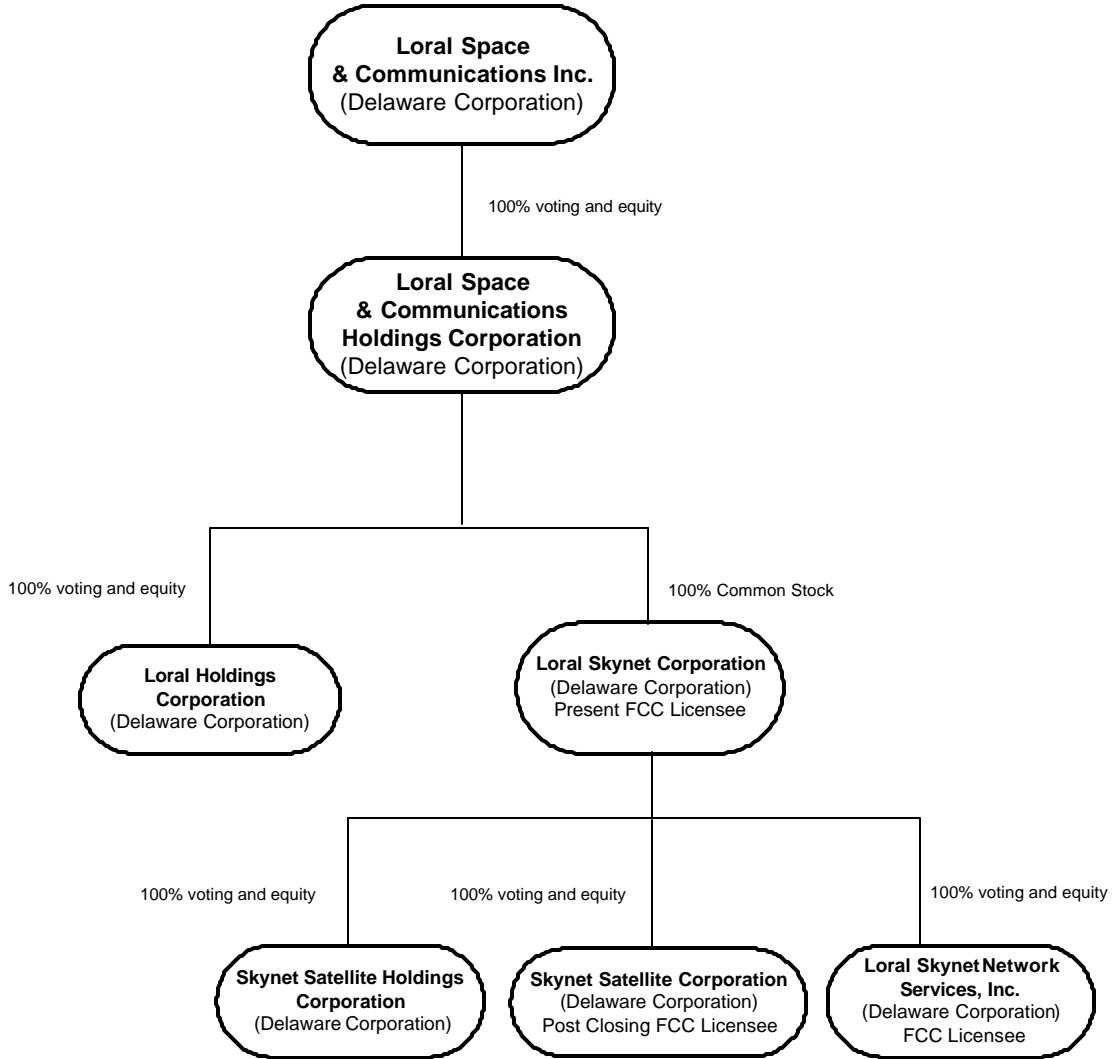 Loral Space
& Communications Inc.
(Delaware Corporation)
100% voting and equity
Loral Space
& Communications
Holdings Corporation
(Delaware Corporation)
100% voting and equity
100% Common Stock
Loral Holdings
Corporation
(Delaware Corporation)
Loral Skynet Corporation
(Delaware Corporation)
Present FCC Licensee
100% voting and equity
100% voting and equity
100% voting and equity
Skynet Satellite Holdings
Corporation
(Delaware Corporation)
Skynet Satellite Corporation
(Delaware Corporation)
Post Closing FCC Licensee
Loral Skynet Network
Services, Inc.
(Delaware Corporation)
FCC Licensee